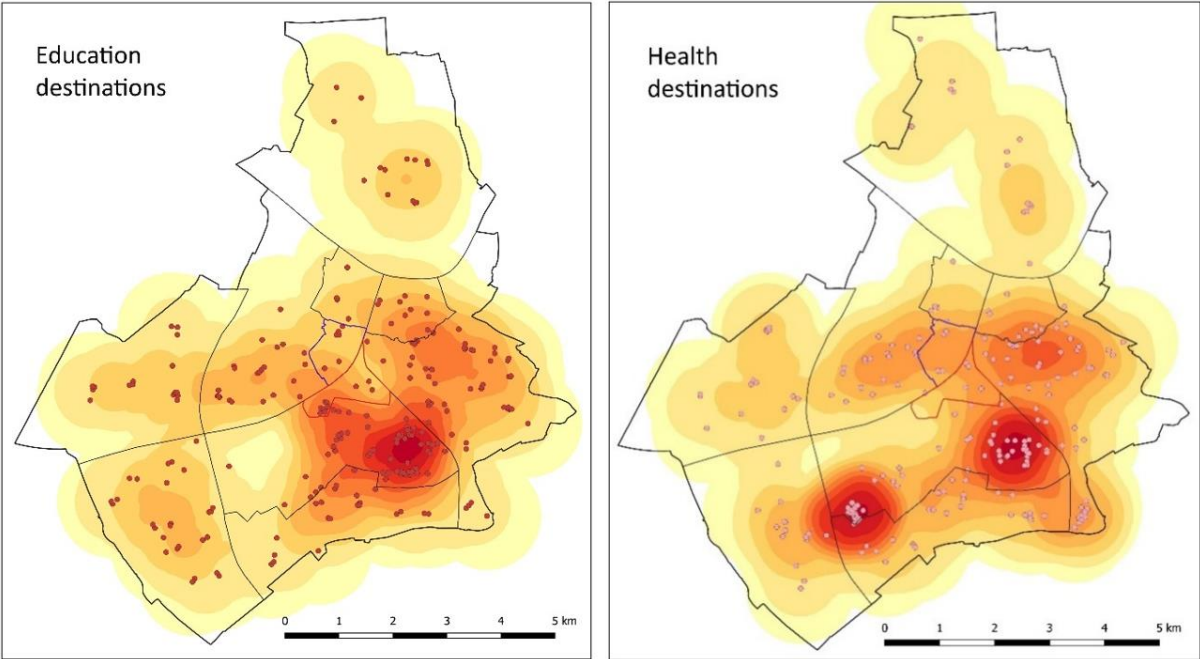 Education
destinations
0 1 2 3 4 5 km
Health
destinations
0 1 2 3 4 5 km